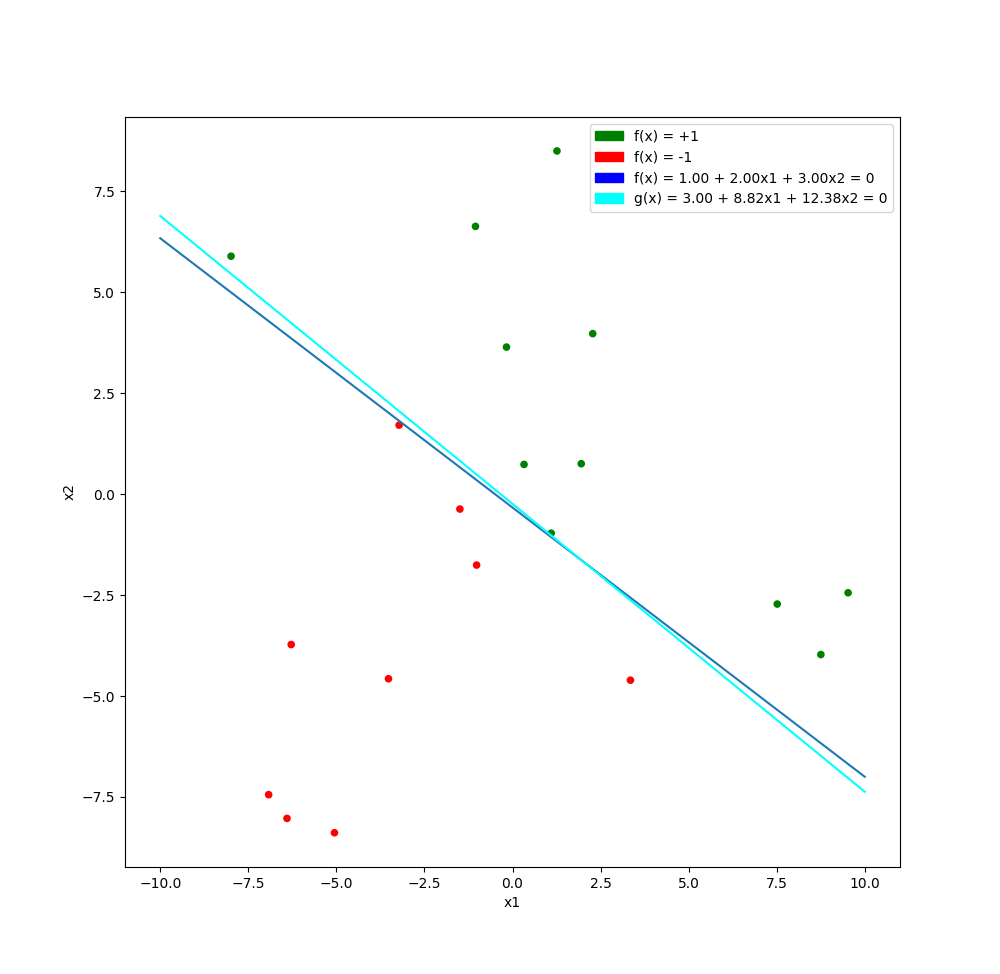 f(x) = +1
f(x) = -1
f(x) = 1.00 + 2.00x1 + 3.00x2 = 0
g(x) = 3.00 + 8.82x1 + 12.38x2 = 0
7.5
5.0
2.5
0.0
−2.5
−5.0
−7.5
x2
−10.0 −7.5 −5.0 −2.5 0.0 2.5 5.0 7.5 10.0
x1